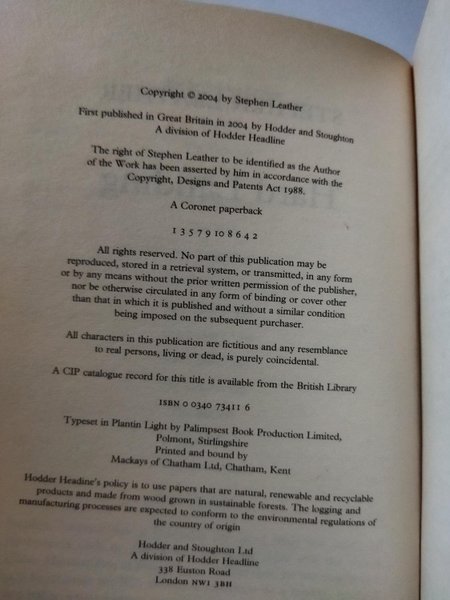 Copyright © 2004 by Stephen Leather
First published in Great Britain in 2004 by Hodder and Stoughton
A division of Hodder Headline
The right of Stephen Leather to be identified as the Author
of the Work has been asserted by him in accordance with the
Copyright, Designs and Patents Act 1988.
A Coronet paperback
1 3 5 7 9 10 8 6 4 2
All rights reserved. No part of this publication may be
reproduced, stored in a retrieval system, or transmitted, in any form
or by any means without the prior written permission of the publisher,
nor be otherwise circulated in any form of binding or cover other
than that in which it is published and without a similar condition
being imposed on the subsequent purchaser.
All characters in this publication are fictitious and any resemblance
to real persons, living or dead, is purely coincidental.
A CIP catalogue record for this title is available from the British Library
ISBN 0 0340 73411 6
Typeset in Plantin Light by Palimpsest Book Production Limited,
Polmont, Stirlingshire
Printed and bound by
Mackays of Chatham Ltd, Chatham, Kent
Hodder Headine's policy is to use papers that are natural, renewable and recyclable
products and made from wood grown in sustainable forests. The logging and
manufacturing processes are expected to conform to the environmental regulations of
the country of origin
Hodder and Stoughton Ltd
A division of Hodder Headline
338 Euston Road
London NW1 3BH